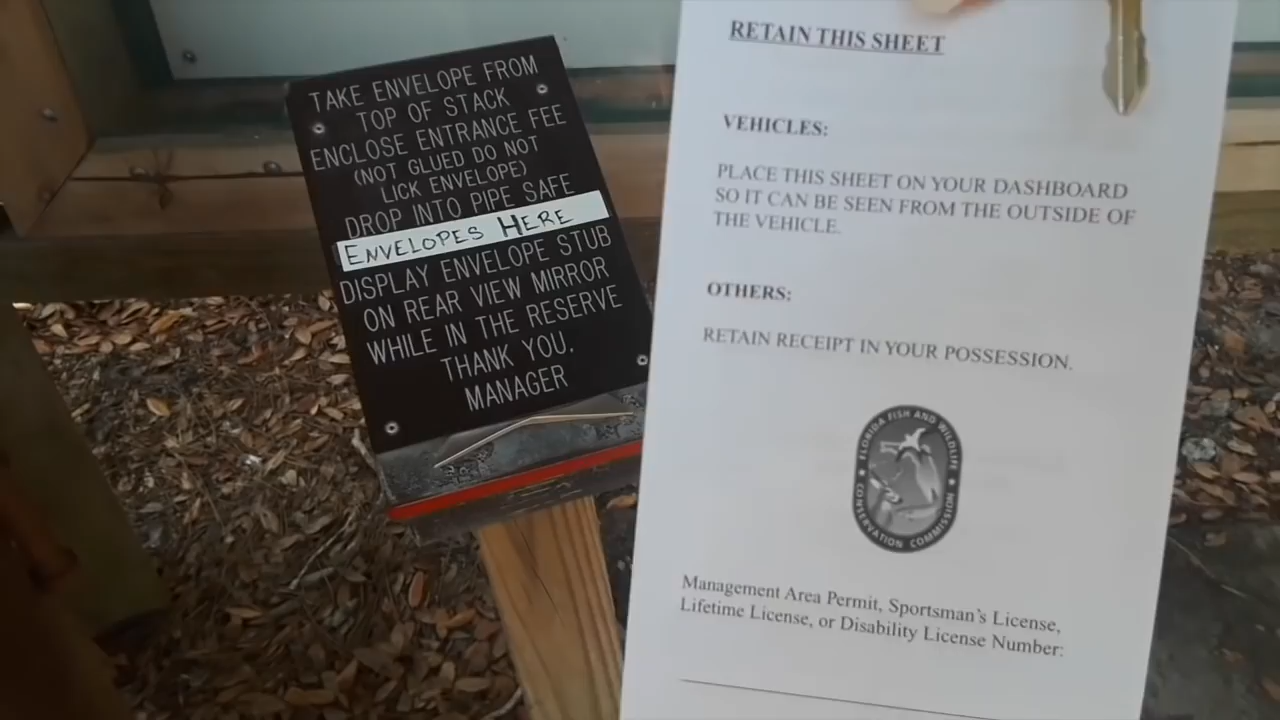 TAKE ENVELOPE FROM
TOP OF STACK
ENCLOSE ENTRANCE FEE
(NOT GLUED DO NOT
LICK ENVELOPE)
DROP INTO PIPE SAFE
ENVELOPES HERE
DISPLAY ENVELOPE STUB
ON REAR VIEW MIRROR
WHILE IN THE RESERVE
THANK YOU.
MANAGER
RETAIN THIS SHEET
VEHICLES:
PLACE THIS SHEET ON YOUR DASHBOARD
SO IT CAN BE SEEN FROM THE OUTSIDE OF
THE VEHICLE.
OTHERS:
RETAIN RECEIPT IN YOUR POSSESSION.
FLORIDA FISH AND WILDLIFE
CONSERVATION COMMISSION
Management Area Permit, Sportsman's License,
Lifetime License, or Disability License Number: